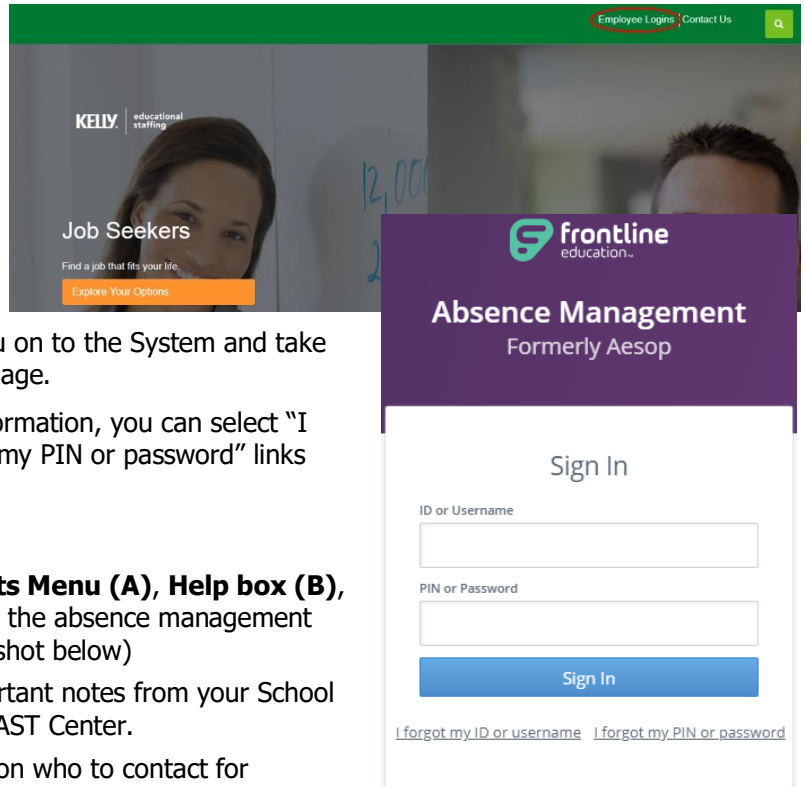 Employee Logins Contact Us
KELLY educational
staffing
12,000
Job Seekers
Find a job that fits your life
Explore Your Options
frontline
education™
Absence Management
Formerly Aesop
Sign In
ID or Username
PIN or Password
Sign In
I forgot my ID or username I forgot my PIN or password
on to the System and take
age.
ormation, you can select “I
my PIN or password” links
ts Menu (A), Help box (B),
the absence management
shot below)
rtant notes from your School
AST Center.
on who to contact for